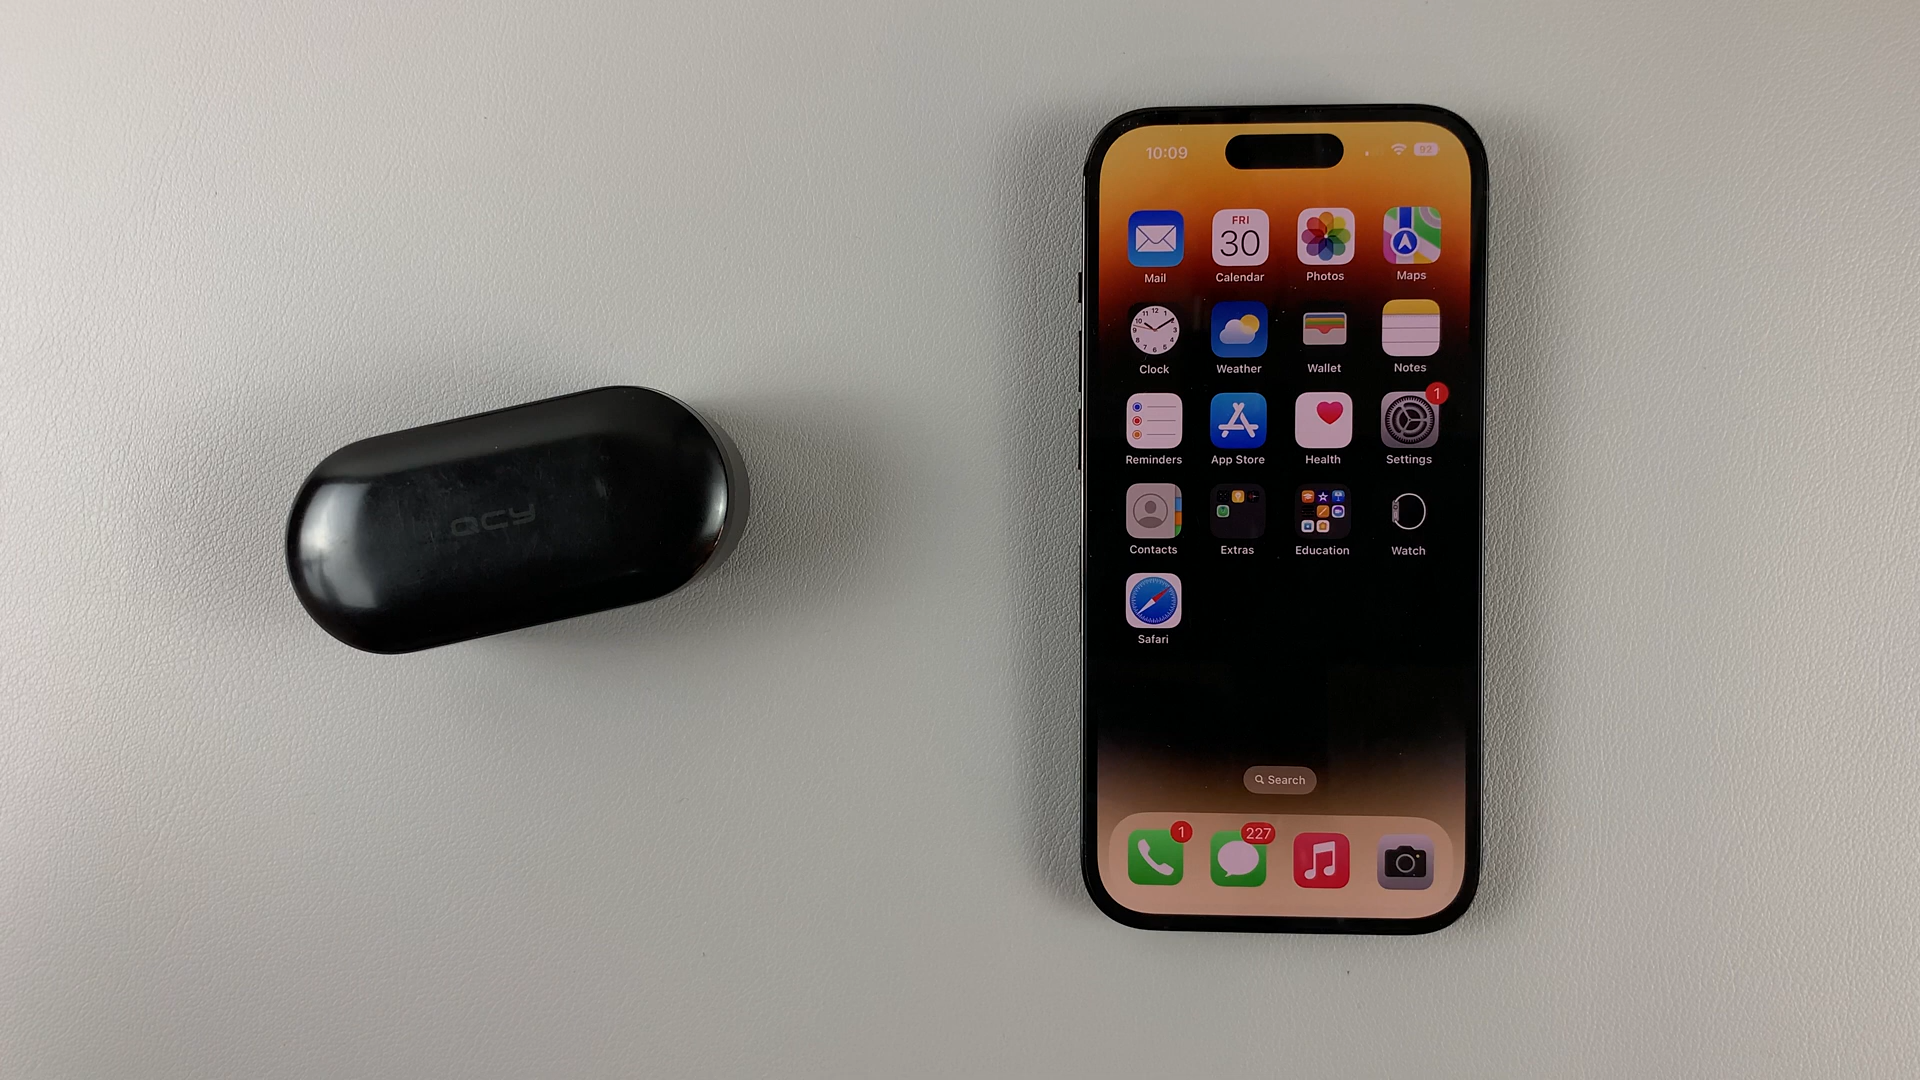 QCY
10:09
92
FRI
30
Mail
Calendar
Photos
Maps
Clock
Weather
Wallet
Notes
1
Reminders
App Store
Health
Settings
Contacts
Extras
Education
Watch
Safari
Search
1
227